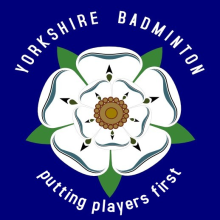 YORKSHIRE BADMINTON
putting players first